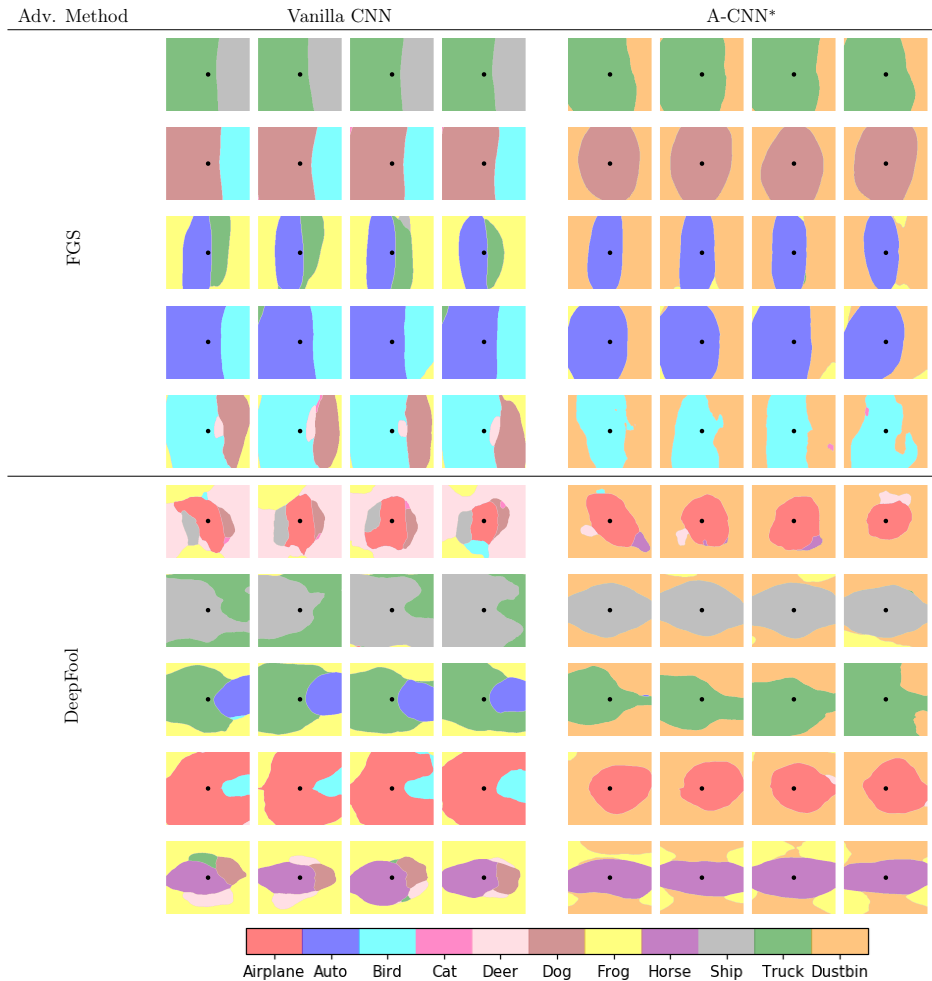 Adv. Method Vanilla CNN A-CNN*
FGS
DeepFool
Airplane Auto Bird Cat Deer Dog Frog Horse Ship Truck Dustbin